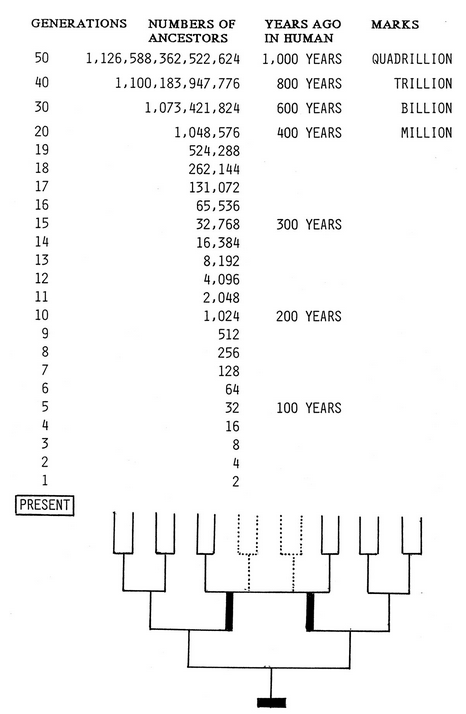 GENERATIONS NUMBERS OF ANCESTORS YEARS AGO IN HUMAN MARKS
50 1,126,588,362,522,624 1,000 YEARS QUADRILLION
40 1,100,183,947,776 800 YEARS TRILLION
30 1,073,421,824 600 YEARS BILLION
20 1,048,576 400 YEARS MILLION
19 524,288
18 262,144
17 131,072
16 65,536
15 32,768 300 YEARS
14 16,384
13 8,192
12 4,096
11 2,048
10 1,024 200 YEARS
9 512
8 256
7 128
6 64
5 32 100 YEARS
4 16
3 8
2 4
1 2
PRESENT